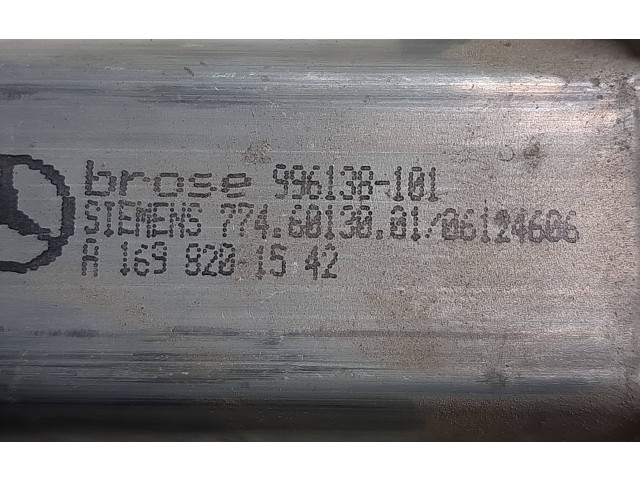 brose 996138-101
SIEMENS 774.60130.01/06124606
A 169 820 15 42